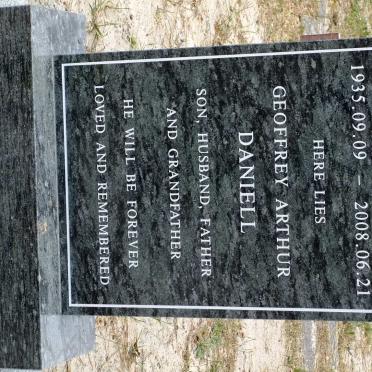 1935.09.09 – 2008.06.21
HERE LIES
GEOFFREY ARTHUR
DANIELL
SON, HUSBAND, FATHER
AND GRANDFATHER
HE WILL BE FOREVER
LOVED AND REMEMBERED